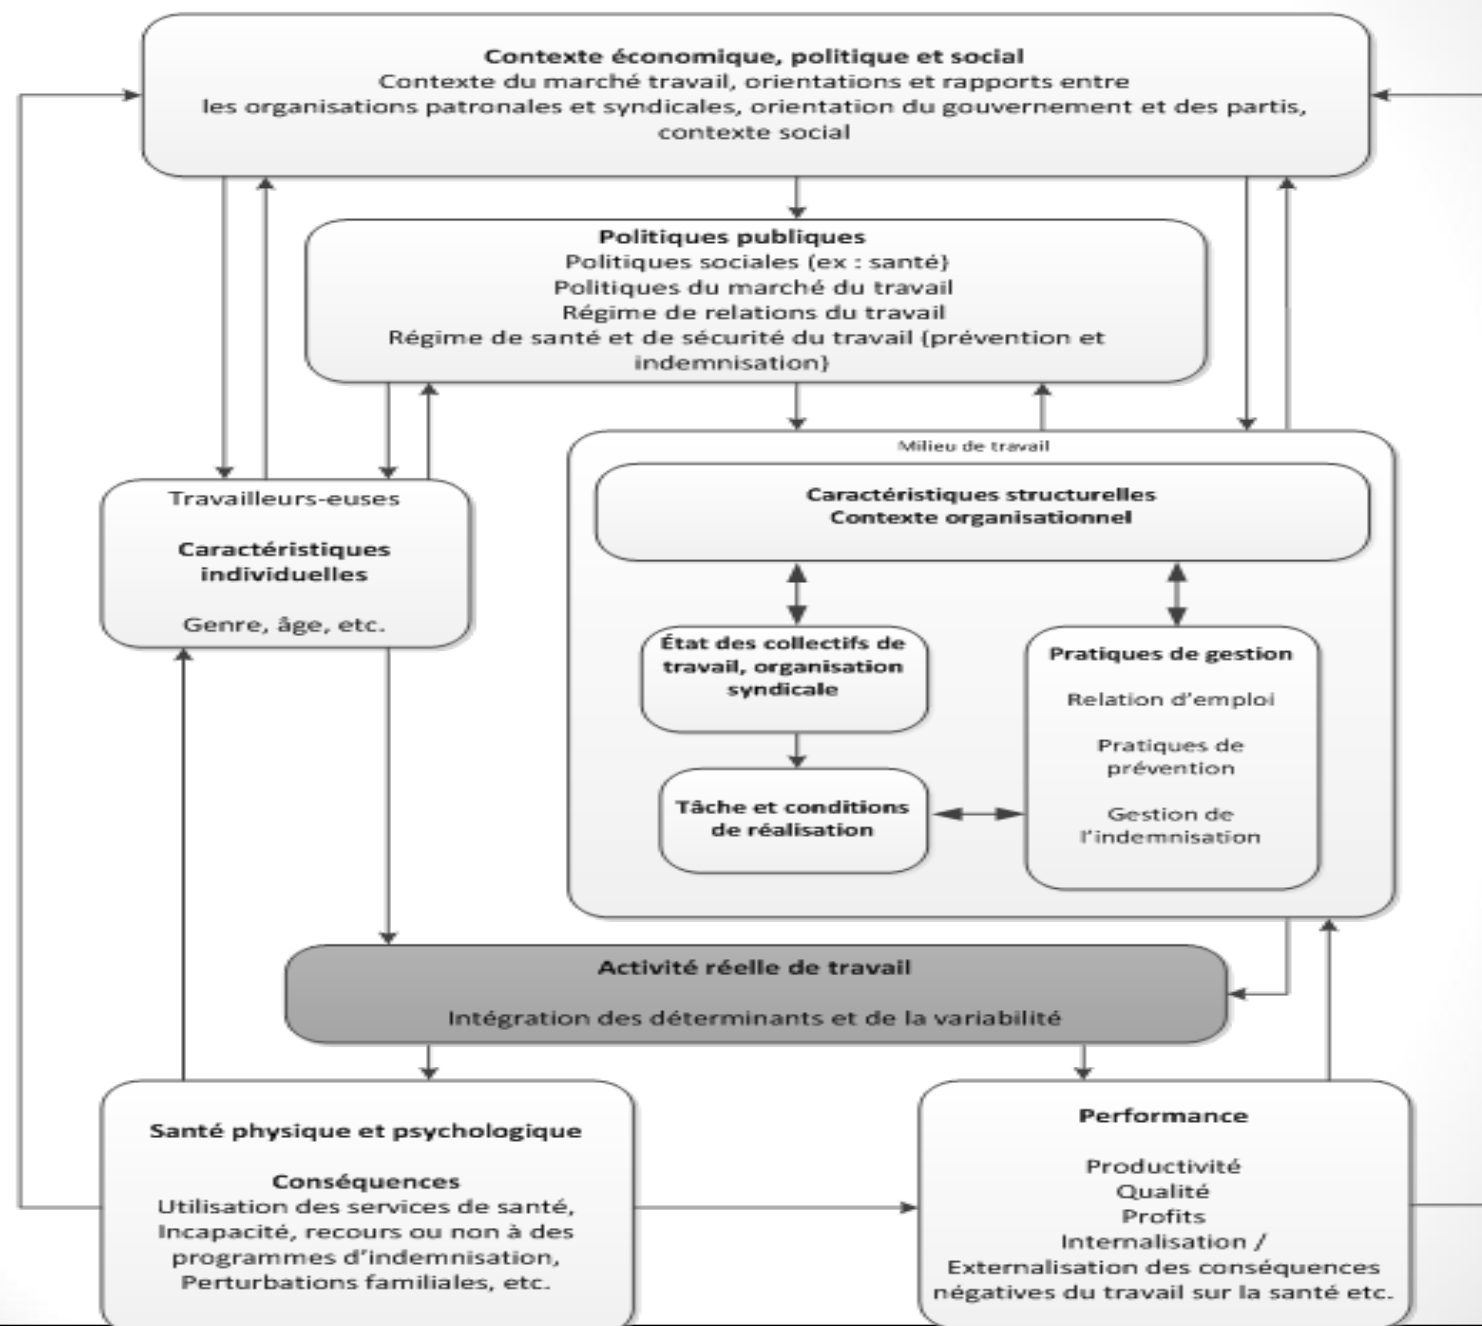 Contexte économique, politique et social
Contexte du marché travail, orientations et rapports entre
les organisations patronales et syndicales, orientation du gouvernement et des partis,
contexte social
Politiques publiques
Politiques sociales (ex : santé)
Politiques du marché du travail
Régime de relations du travail
Régime de santé et de sécurité du travail (prévention et
indemnisation)
Travailleurs-euses
Caractéristiques
individuelles
Genre, âge, etc.
Milieu de travail
Caractéristiques structurelles
Contexte organisationnel
État des collectifs de
travail, organisation
syndicale
Tâche et conditions
de réalisation
Pratiques de gestion
Relation d'emploi
Pratiques de
prévention
Gestion de
l'indemnisation
Activité réelle de travail
Intégration des déterminants et de la variabilité
Santé physique et psychologique
Conséquences
Utilisation des services de santé,
Incapacité, recours ou non à des
programmes d'indemnisation,
Perturbations familiales, etc.
Performance
Productivité
Qualité
Profits
Internalisation /
Externalisation des conséquences
négatives du travail sur la santé etc.